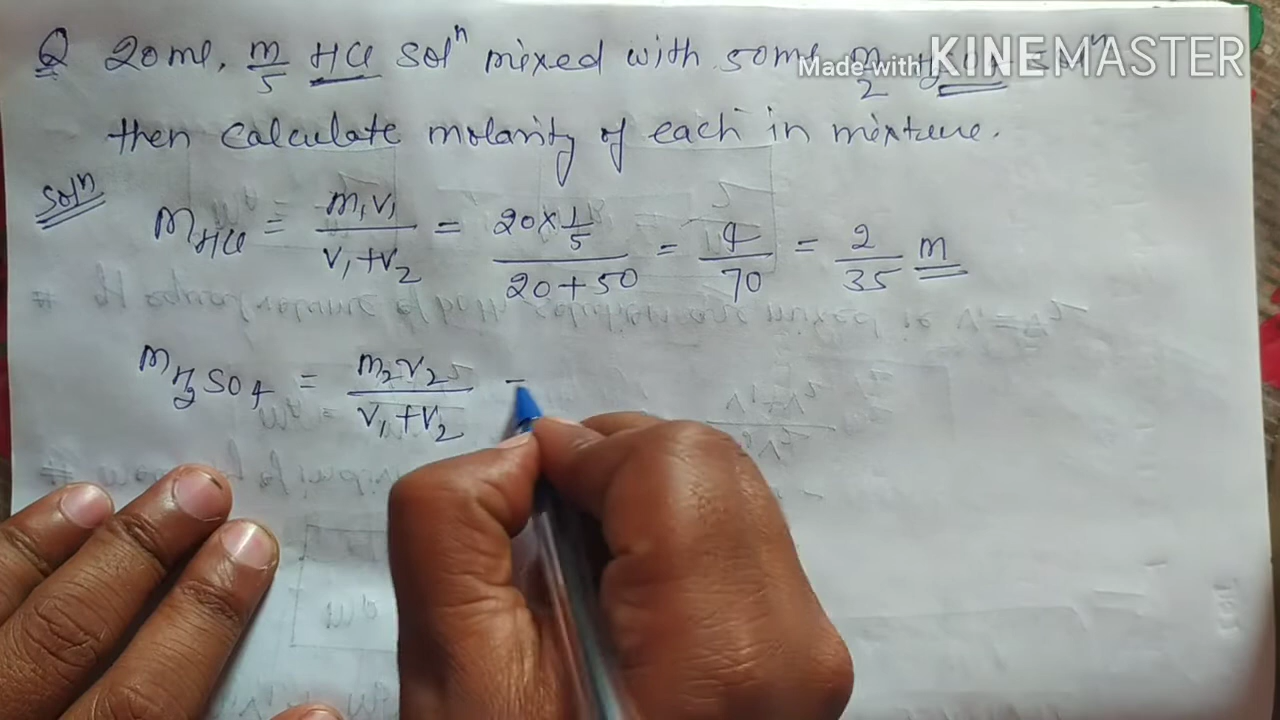 Q 20ml, m/5 HCl solⁿ mixed with 50ml m/2
Made with KINEMASTER
then calculate molarity of each in mixture.
Solⁿ
M_HCl = m₁v₁/(v₁+v₂) = (20×1/5)/(20+50) = 4/70 = 2/35 m
m_H₂SO₄ = m₂v₂/(v₁+v₂) =